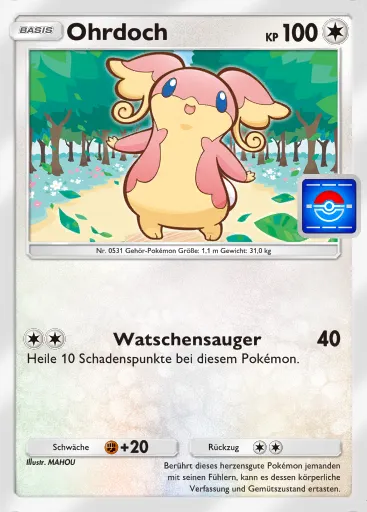 BASIS Ohrdoch KP 100
Nr. 0531 Gehör-Pokémon Größe: 1,1 m Gewicht: 31,0 kg
Watschensauger 40
Heile 10 Schadenspunkte bei diesem Pokémon.
Schwäche +20 Rückzug
Illustr. MAHOU
Berührt dieses herzensgute Pokémon jemanden
mit seinen Fühlern, kann es dessen körperliche
Verfassung und Gemütszustand ertasten.